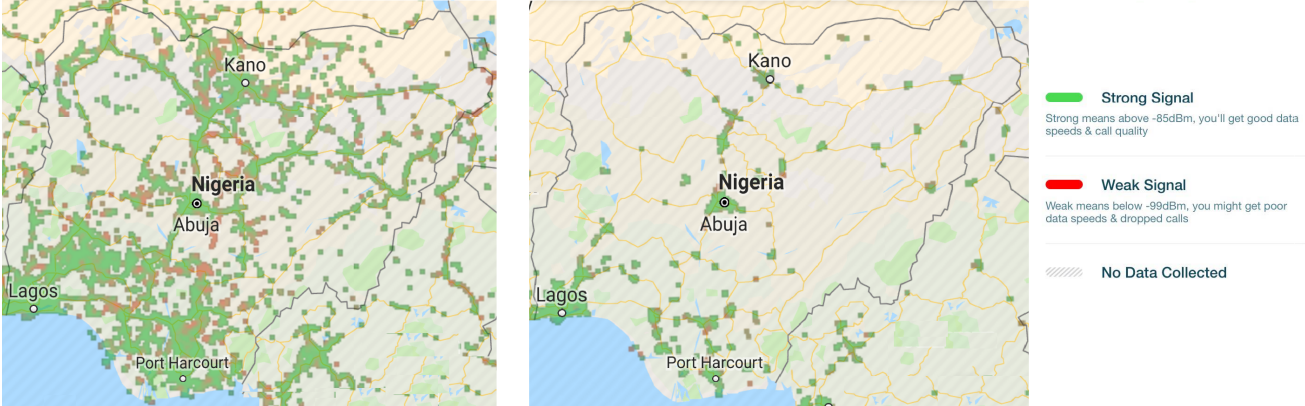 Kano
Nigeria
Abuja
Lagos
Port Harcourt
Kano
Nigeria
Abuja
Lagos
Port Harcourt
Strong Signal
Strong means above -85dBm, you'll get good data
speeds & call quality
Weak Signal
Weak means below -99dBm, you might get poor
data speeds & dropped calls
No Data Collected